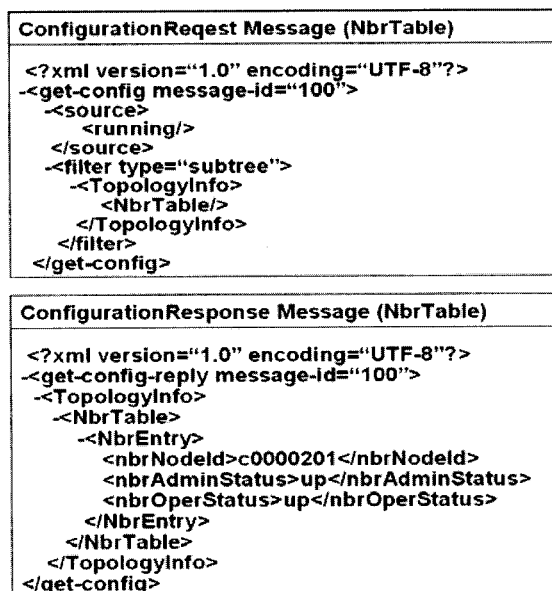 ConfigurationReqest Message (NbrTable)
<?xml version=“1.0” encoding=“UTF-8”?>
-<get-config message-id=“100”>
-<source>
<running/>
</source>
-<filter type=“subtree”>
-<TopologyInfo>
<NbrTable/>
</TopologyInfo>
</filter>
</get-config>
ConfigurationResponse Message (NbrTable)
<?xml version=“1.0” encoding=“UTF-8”?>
-<get-config-reply message-id=“100”>
-<TopologyInfo>
-<NbrTable>
-<NbrEntry>
<nbrNodeId>c0000201</nbrNodeId>
<nbrAdminStatus>up</nbrAdminStatus>
<nbrOperStatus>up</nbrOperStatus>
</NbrEntry>
</NbrTable>
</TopologyInfo>
</get-config>